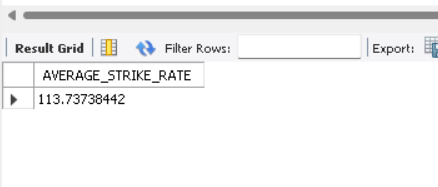 Result Grid Filter Rows: Export:
AVERAGE_STRIKE_RATE
113.73738442